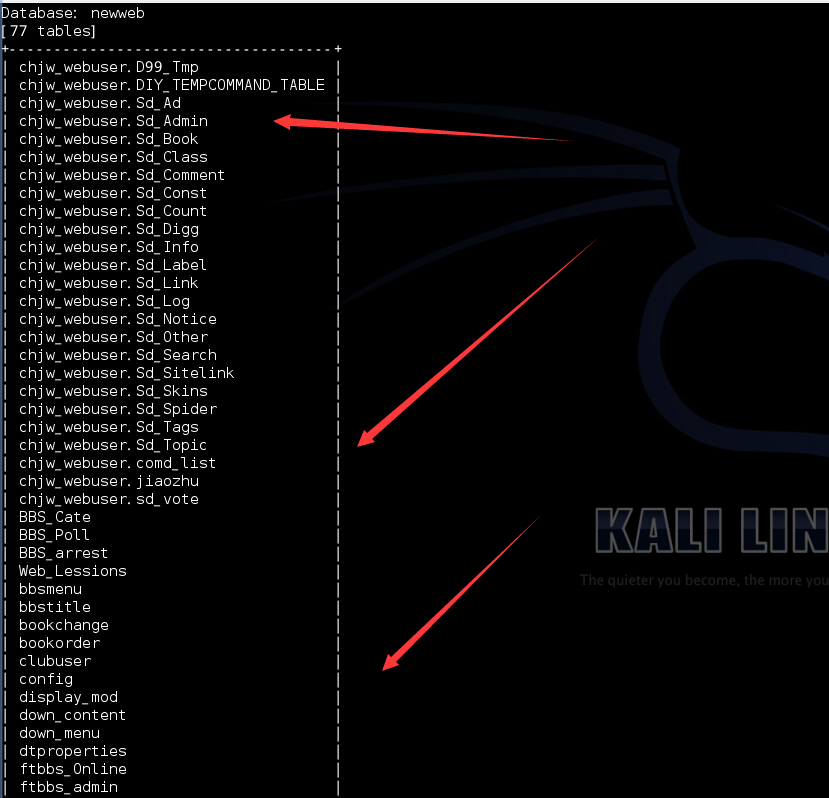 Database: newweb
[77 tables]
+-----------------------------------+
| chjw_webuser.D99_Tmp |
| chjw_webuser.DIY_TEMPCOMMAND_TABLE |
| chjw_webuser.Sd_Ad |
| chjw_webuser.Sd_Admin |
| chjw_webuser.Sd_Book |
| chjw_webuser.Sd_Class |
| chjw_webuser.Sd_Comment |
| chjw_webuser.Sd_Const |
| chjw_webuser.Sd_Count |
| chjw_webuser.Sd_Digg |
| chjw_webuser.Sd_Info |
| chjw_webuser.Sd_Label |
| chjw_webuser.Sd_Link |
| chjw_webuser.Sd_Log |
| chjw_webuser.Sd_Notice |
| chjw_webuser.Sd_Other |
| chjw_webuser.Sd_Search |
| chjw_webuser.Sd_Sitelink |
| chjw_webuser.Sd_Skins |
| chjw_webuser.Sd_Spider |
| chjw_webuser.Sd_Tags |
| chjw_webuser.Sd_Topic |
| chjw_webuser.comd_list |
| chjw_webuser.jiaozhu |
| chjw_webuser.sd_vote |
| BBS_Cate |
| BBS_Poll |
| BBS_arrest |
| Web_Lessions |
| bbsmenu |
| bbstitle |
| bookchange |
| bookorder |
| clubuser |
| config |
| display_mod |
| down_content |
| down_menu |
| dtproperties |
| ftbbs_Online |
| ftbbs_admin |
KALI LIN
The quieter you become, the more you